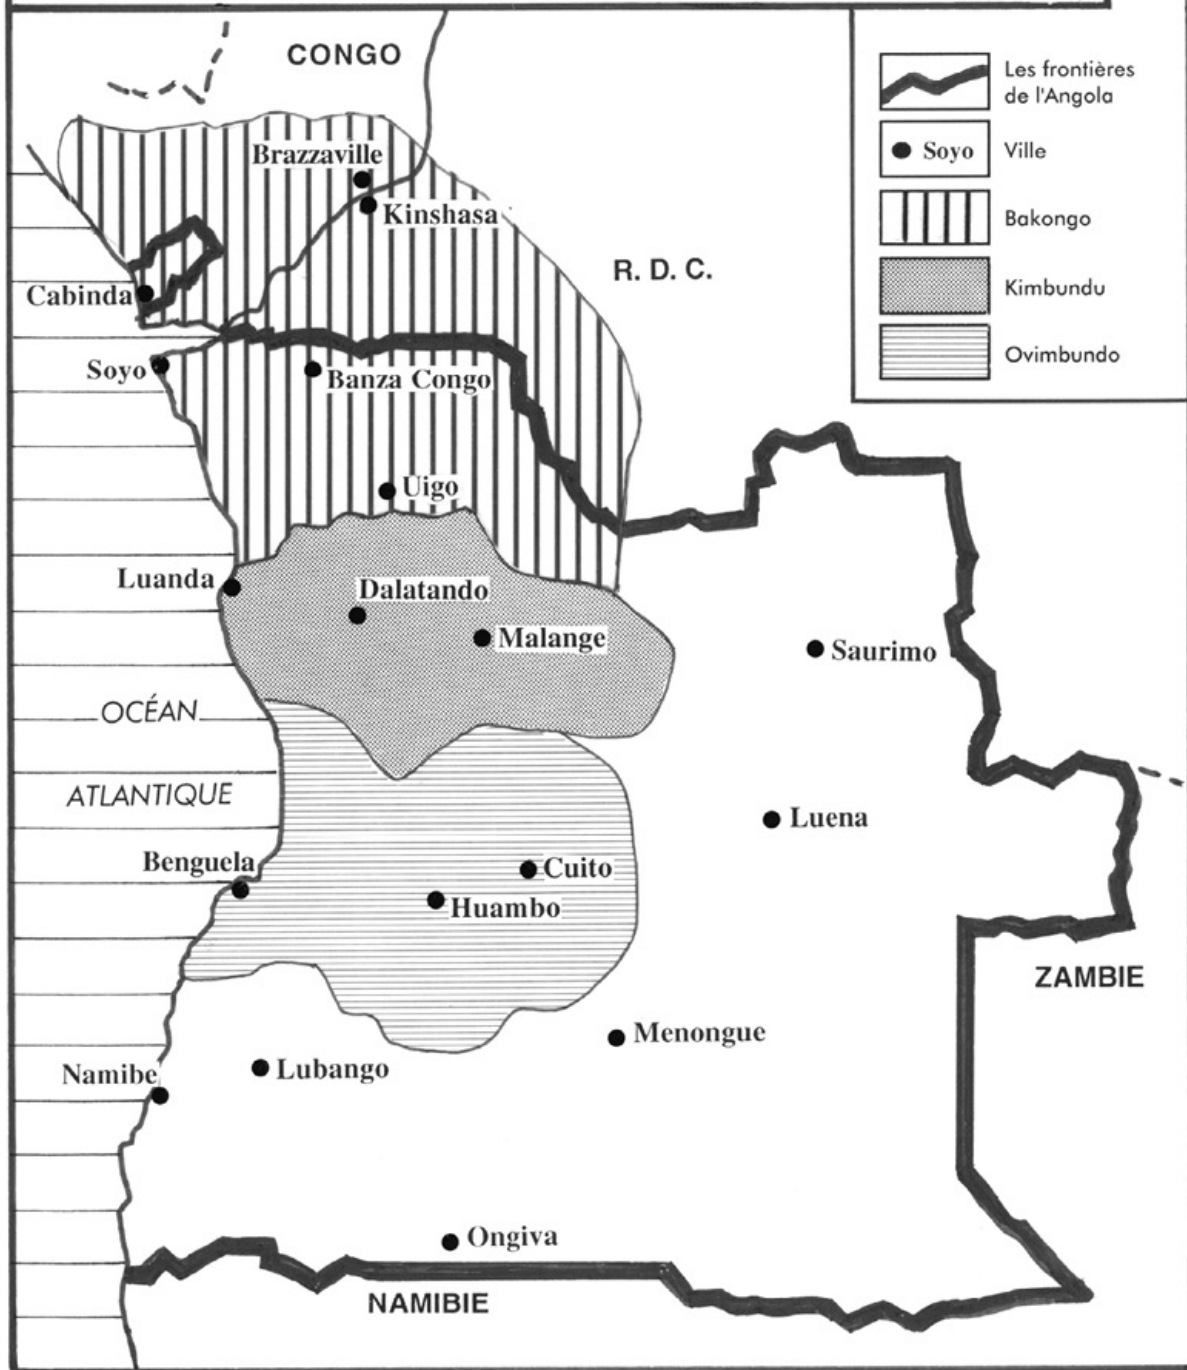 CONGO
Les frontières
de l'Angola
Soyo
Ville
Brazzaville
Kinshasa
Bakongo
R. D. C.
Kimbundu
Cabinda
Ovimbundo
Soyo
Banza Congo
Uigo
Luanda
Dalatando
Malange
Saurimo
OCÉAN
ATLANTIQUE
Luena
Benguela
Cuito
Huambo
ZAMBIE
Menongue
Namibe
Lubango
Ongiva
NAMIBIE